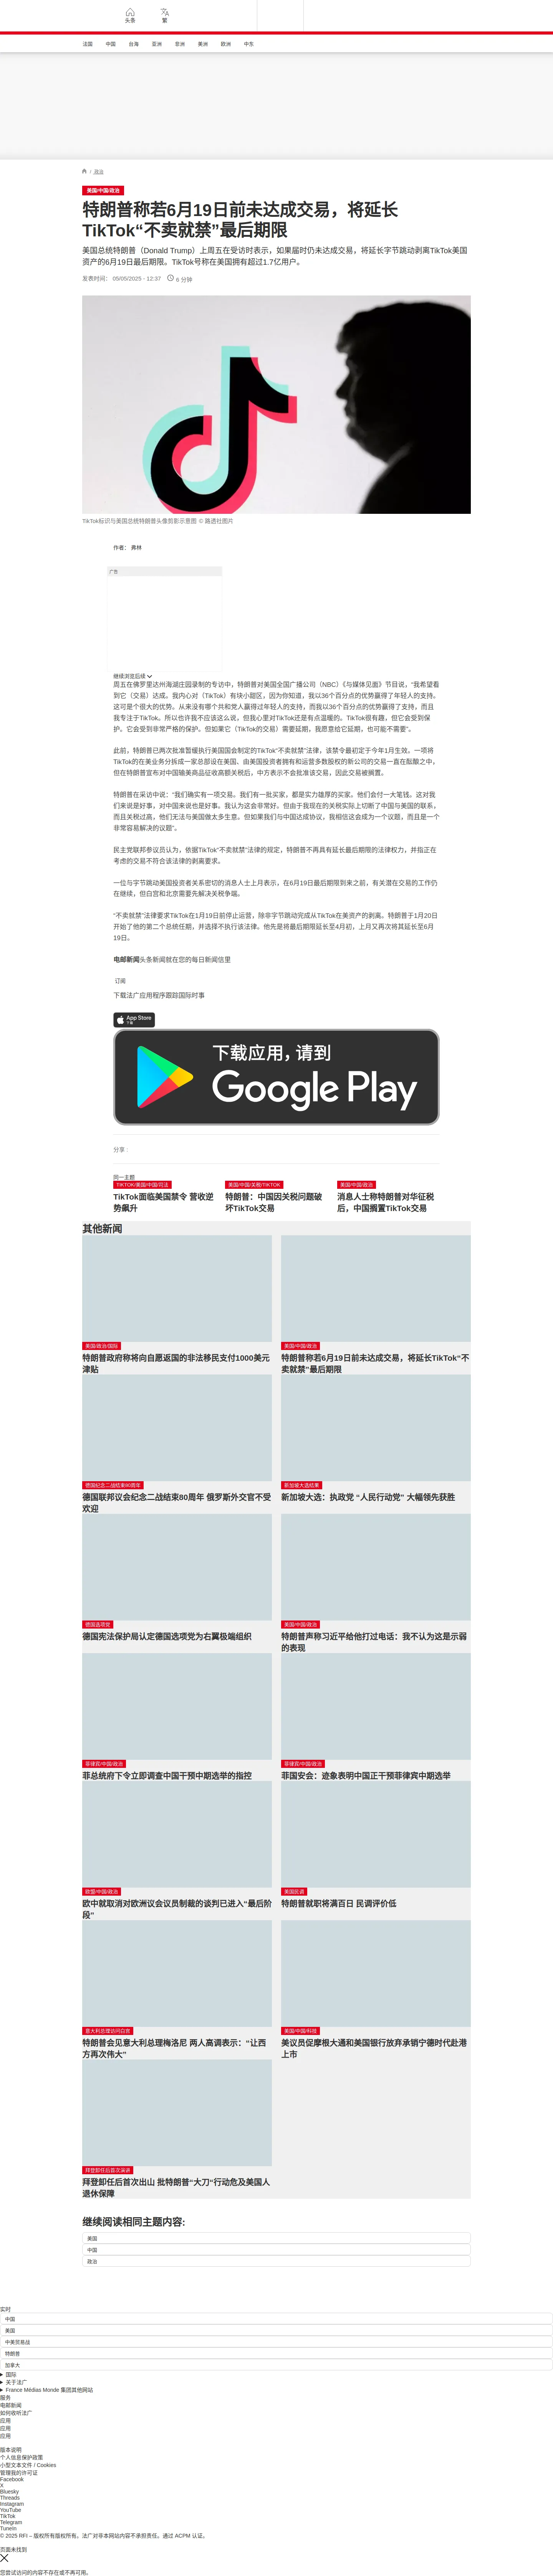 头条
繁
法国
中国
台海
亚洲
非洲
美洲
欧洲
中东
/ 政治
美国/中国/政治
特朗普称若6月19日前未达成交易，将延长
TikTok“不卖就禁”最后期限
美国总统特朗普（Donald Trump）上周五在受访时表示，如果届时仍未达成交易，将延长字节跳动剥离TikTok美国
资产的6月19日最后期限。TikTok号称在美国拥有超过1.7亿用户。
发表时间： 05/05/2025 - 12:37 6 分钟
TikTok标识与美国总统特朗普头像剪影示意图 © 路透社图片
作者： 弗林
广告
继续浏览后续
周五在佛罗里达州海湖庄园录制的专访中，特朗普对美国全国广播公司（NBC）《与媒体见面》节目说，“我希望看
到它（交易）达成。我内心对（TikTok）有块小甜区，因为你知道，我以36个百分点的优势赢得了年轻人的支持。
这可是个很大的优势。从来没有哪个共和党人赢得过年轻人的支持，而我以36个百分点的优势赢得了支持，而且
我专注于TikTok。所以也许我不应该这么说，但我心里对TikTok还是有点温暖的。TikTok很有趣，但它会受到保
护。它会受到非常严格的保护。但如果它（TikTok的交易）需要延期，我愿意给它延期，也可能不需要”。
此前，特朗普已两次批准暂缓执行美国国会制定的TikTok“不卖就禁”法律，该禁令最初定于今年1月生效。一项将
TikTok的在美业务分拆成一家总部设在美国、由美国投资者拥有和运营多数股权的新公司的交易一直在酝酿之中，
但在特朗普宣布对中国输美商品征收高额关税后，中方表示不会批准该交易，因此交易被搁置。
特朗普在采访中说：“我们确实有一项交易。我们有一批买家，都是实力雄厚的买家。他们会付一大笔钱。这对我
们来说是好事，对中国来说也是好事。我认为这会非常好。但由于我现在的关税实际上切断了中国与美国的联系，
而且关税过高，他们无法与美国做太多生意。但如果我们与中国达成协议，我相信这会成为一个议题，而且是一个
非常容易解决的议题”。
民主党联邦参议员认为，依据TikTok“不卖就禁”法律的规定，特朗普不再具有延长最后期限的法律权力，并指正在
考虑的交易不符合该法律的剥离要求。
一位与字节跳动美国投资者关系密切的消息人士上月表示，在6月19日最后期限到来之前，有关潜在交易的工作仍
在继续，但白宫和北京需要先解决关税争端。
“不卖就禁”法律要求TikTok在1月19日前停止运营，除非字节跳动完成从TikTok在美资产的剥离。特朗普于1月20日
开始了他的第二个总统任期，并选择不执行该法律。他先是将最后期限延长至4月初，上月又再次将其延长至6月
19日。
电邮新闻头条新闻就在您的每日新闻信里
订阅
下载法广应用程序跟踪国际时事
App Store
下载
下载应用，请到
Google Play
分享：
同一主题
TIKTOK/美国/中国/司法
TikTok面临美国禁令 营收逆
势飙升
美国/中国/关税/TIKTOK
特朗普：中国因关税问题破
坏TikTok交易
美国/中国/政治
消息人士称特朗普对华征税
后，中国搁置TikTok交易
其他新闻
美国/政治/国际
特朗普政府称将向自愿返国的非法移民支付1000美元
津贴
美国/中国/政治
特朗普称若6月19日前未达成交易，将延长TikTok“不
卖就禁”最后期限
德国纪念二战结束80周年
德国联邦议会纪念二战结束80周年 俄罗斯外交官不受
欢迎
新加坡大选结果
新加坡大选：执政党 “人民行动党” 大幅领先获胜
德国选项党
德国宪法保护局认定德国选项党为右翼极端组织
美国/中国/政治
特朗普声称习近平给他打过电话：我不认为这是示弱
的表现
菲律宾/中国/政治
菲总统府下令立即调查中国干预中期选举的指控
菲律宾/中国/政治
菲国安会：迹象表明中国正干预菲律宾中期选举
欧盟/中国/政治
欧中就取消对欧洲议会议员制裁的谈判已进入“最后阶
段“
美国民调
特朗普就职将满百日 民调评价低
意大利总理访问白宫
特朗普会见意大利总理梅洛尼 两人高调表示：“让西
方再次伟大”
美国/中国/科技
美议员促摩根大通和美国银行放弃承销宁德时代赴港
上市
拜登卸任后首次演讲
拜登卸任后首次出山 批特朗普“大刀“行动危及美国人
退休保障
继续阅读相同主题内容:
美国
中国
政治
实时
中国
美国
中美贸易战
特朗普
加拿大
国际
关于法广
France Médias Monde 集团其他网站
服务
电邮新闻
如何收听法广
应用
应用
应用
版本说明
个人信息保护政策
小型文本文件 / Cookies
管理我的许可证
Facebook
X
Bluesky
Threads
Instagram
YouTube
TikTok
Telegram
TuneIn
© 2025 RFI – 版权所有版权所有。法广对非本网站内容不承担责任。通过 ACPM 认证。
页面未找到
您尝试访问的内容不存在或不再可用。